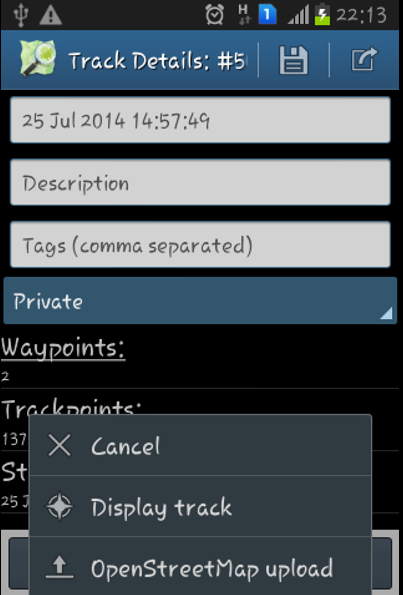 H 1 22:13
Track Details: #5
25 Jul 2014 14:57:49
Description
Tags (comma separated)
Private
Waypoints:
2
Trackpoints:
137
St
25 J
Cancel
Display track
OpenStreetMap upload